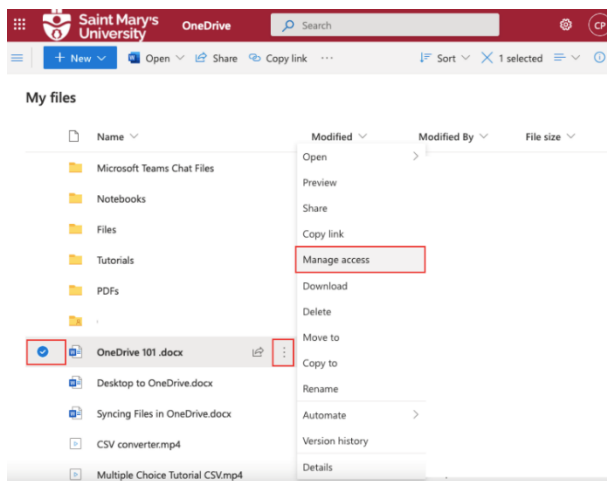 Saint Mary's
University
OneDrive
Search
CP
+ New
Open
Share
Copy link
...
Sort
1 selected
My files
Name
Modified
Modified By
File size
Microsoft Teams Chat Files
Notebooks
Files
Tutorials
PDFs
.
OneDrive 101 .docx
Desktop to OneDrive.docx
Syncing Files in OneDrive.docx
CSV converter.mp4
Multiple Choice Tutorial CSV.mp4
Open
Preview
Share
Copy link
Manage access
Download
Delete
Move to
Copy to
Rename
Automate
Version history
Details